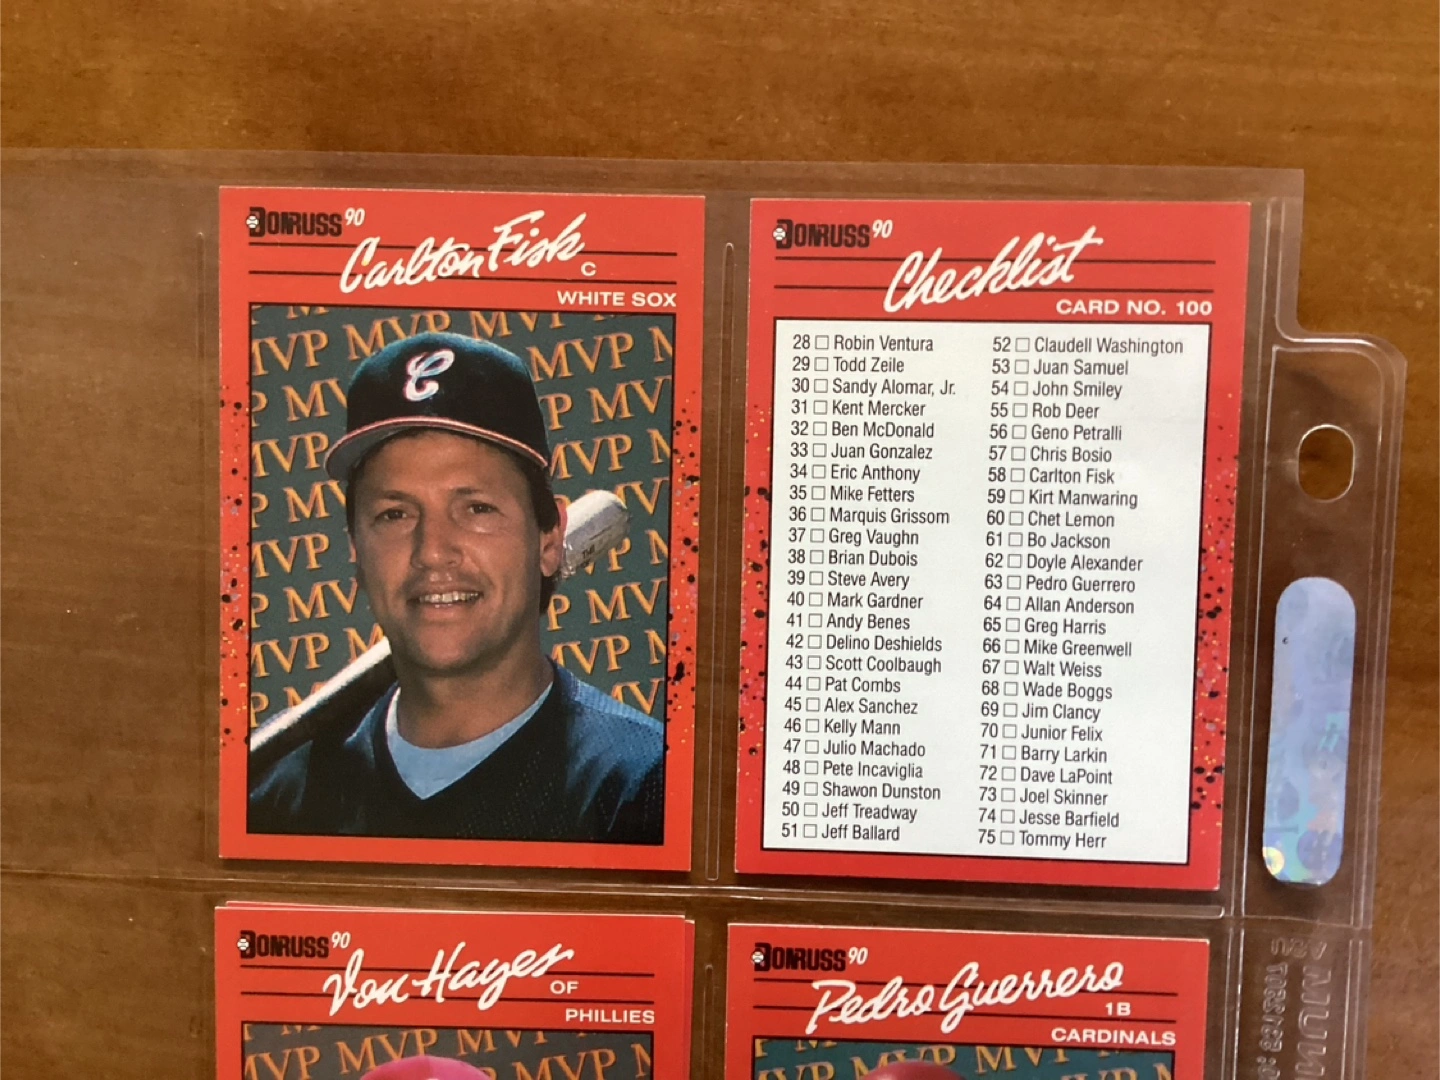 DONRUSS 90
Carlton Fisk
C
WHITE SOX
MVP MVP MVP
THE
DONRUSS 90
Checklist
CARD NO. 100
28 Robin Ventura
29 Todd Zeile
30 Sandy Alomar, Jr.
31 Kent Mercker
32 Ben McDonald
33 Juan Gonzalez
34 Eric Anthony
35 Mike Fetters
36 Marquis Grissom
37 Greg Vaughn
38 Brian Dubois
39 Steve Avery
40 Mark Gardner
41 Andy Benes
42 Delino Deshields
43 Scott Coolbaugh
44 Pat Combs
45 Alex Sanchez
46 Kelly Mann
47 Julio Machado
48 Pete Incaviglia
49 Shawon Dunston
50 Jeff Treadway
51 Jeff Ballard
52 Claudell Washington
53 Juan Samuel
54 John Smiley
55 Rob Deer
56 Geno Petralli
57 Chris Bosio
58 Carlton Fisk
59 Kirt Manwaring
60 Chet Lemon
61 Bo Jackson
62 Doyle Alexander
63 Pedro Guerrero
64 Allan Anderson
65 Greg Harris
66 Mike Greenwell
67 Walt Weiss
68 Wade Boggs
69 Jim Clancy
70 Junior Felix
71 Barry Larkin
72 Dave LaPoint
73 Joel Skinner
74 Jesse Barfield
75 Tommy Herr
DONRUSS 90
Von Hayes
OF
PHILLIES
MVP MVP MVP
DONRUSS 90
Pedro Guerrero
1B
CARDINALS
MVP MVP